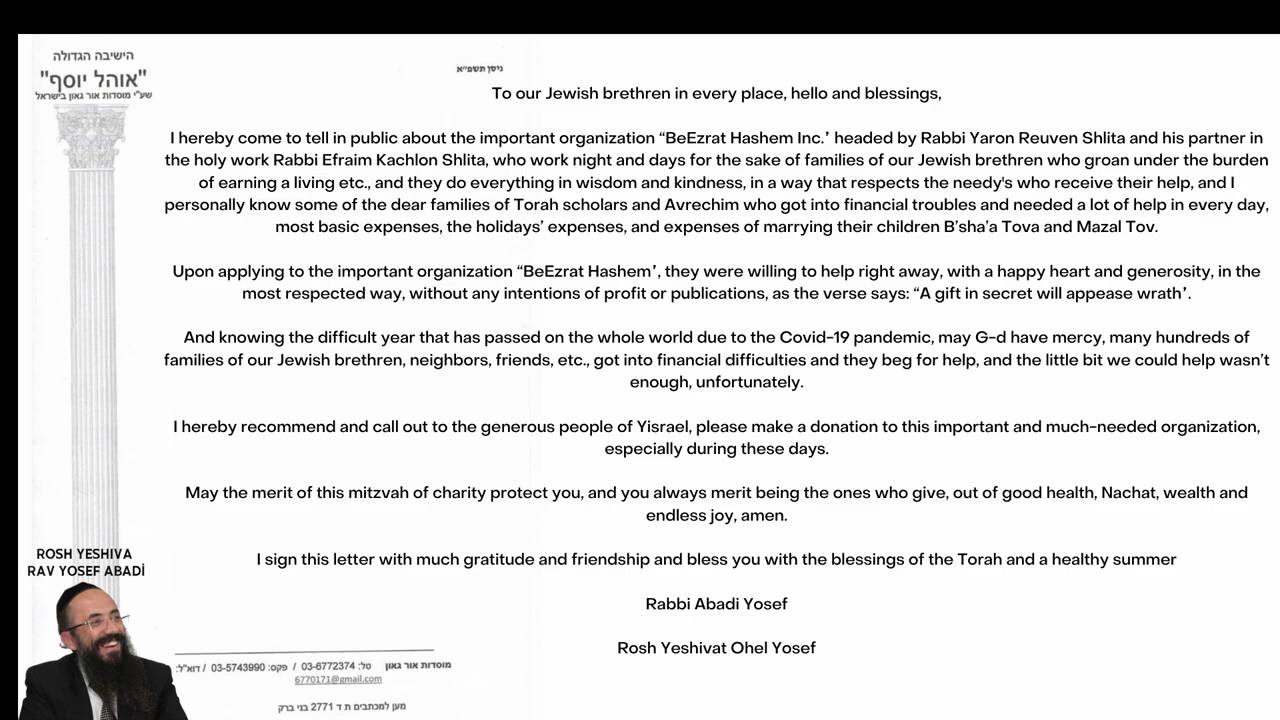 הישיבה הגדולה
"אוהל יוסף"
שע"י מוסדות אור גאון בישראל
ניסן תשפ״א
To our Jewish brethren in every place, hello and blessings,
I hereby come to tell in public about the important organization “BeEzrat Hashem Inc.’ headed by Rabbi Yaron Reuven Shlita and his partner in
the holy work Rabbi Efraim Kachlon Shlita, who work night and days for the sake of families of our Jewish brethren who groan under the burden
of earning a living etc., and they do everything in wisdom and kindness, in a way that respects the needy's who receive their help, and I
personally know some of the dear families of Torah scholars and Avrechim who got into financial troubles and needed a lot of help in every day,
most basic expenses, the holidays’ expenses, and expenses of marrying their children B’sha’a Tova and Mazal Tov.
Upon applying to the important organization “BeEzrat Hashem’, they were willing to help right away, with a happy heart and generosity, in the
most respected way, without any intentions of profit or publications, as the verse says: “A gift in secret will appease wrath’.
And knowing the difficult year that has passed on the whole world due to the Covid-19 pandemic, may G-d have mercy, many hundreds of
families of our Jewish brethren, neighbors, friends, etc., got into financial difficulties and they beg for help, and the little bit we could help wasn’t
enough, unfortunately.
I hereby recommend and call out to the generous people of Yisrael, please make a donation to this important and much-needed organization,
especially during these days.
May the merit of this mitzvah of charity protect you, and you always merit being the ones who give, out of good health, Nachat, wealth and
endless joy, amen.
I sign this letter with much gratitude and friendship and bless you with the blessings of the Torah and a healthy summer
Rabbi Abadi Yosef
Rosh Yeshivat Ohel Yosef
ROSH YESHIVA
RAV YOSEF ABADİ
מוסדות אור גאון טל: 03-6772374 / פקס: 03-5743990 / דוא"ל:
6770171@gmail.com
מען למכתבים ת ד 2771 בני ברק